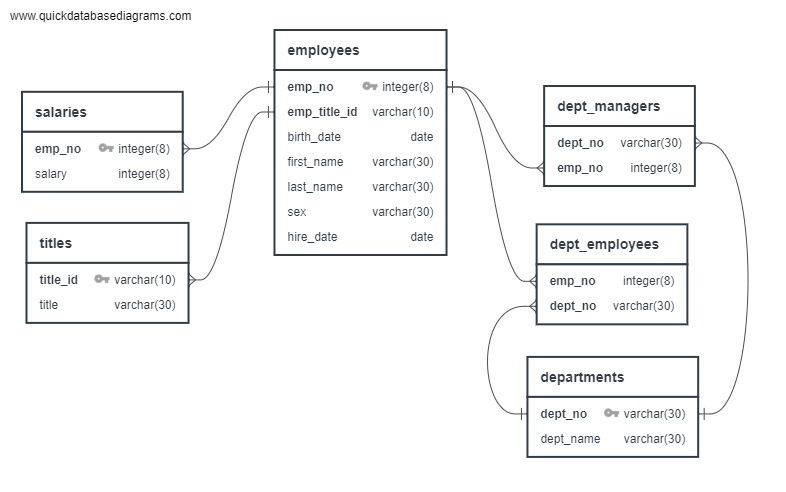 www.quickdatabasediagrams.com
employees
emp_no integer(8)
emp_title_id varchar(10)
birth_date date
first_name varchar(30)
last_name varchar(30)
sex varchar(30)
hire_date date
salaries
emp_no integer(8)
salary integer(8)
titles
title_id varchar(10)
title varchar(30)
dept_managers
dept_no varchar(30)
emp_no integer(8)
dept_employees
emp_no integer(8)
dept_no varchar(30)
departments
dept_no varchar(30)
dept_name varchar(30)